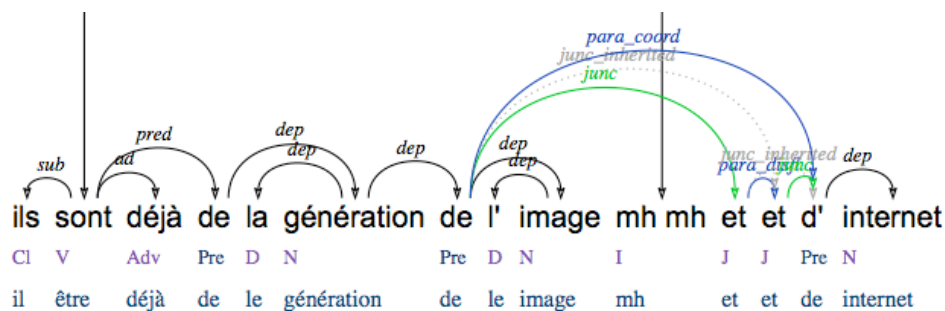 para_coord
junc_inherited
junc
pred dep dep junc_inherited
sub ad dep dep dep para_disfl junc dep
ils sont déjà de la génération de l' image mh mh et et d' internet
Cl V Adv Pre D N Pre D N I J J Pre N
il être déjà de le génération de le image mh et et de internet